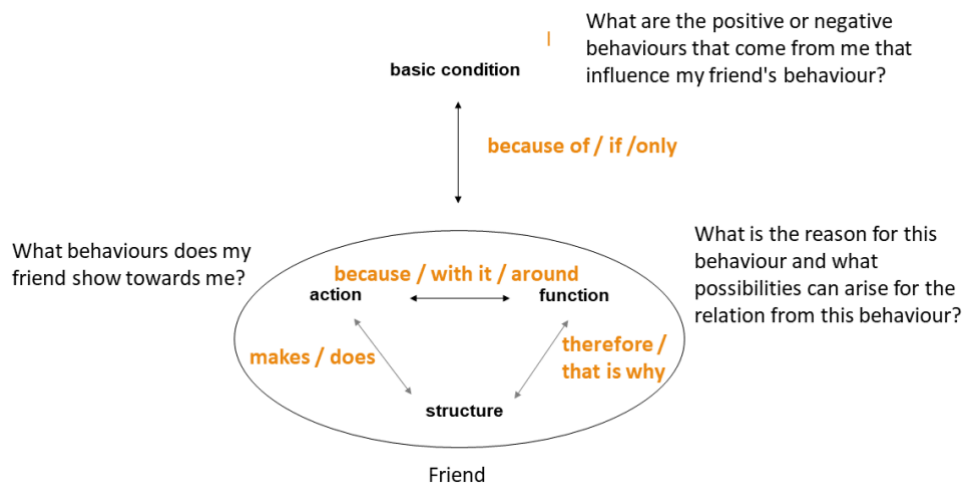 What are the positive or negative
behaviours that come from me that
influence my friend's behaviour?
basic condition
because of / if /only
What behaviours does my
friend show towards me?
What is the reason for this
behaviour and what
possibilities can arise for the
relation from this behaviour?
because / with it / around
action
function
makes / does
therefore /
that is why
structure
Friend